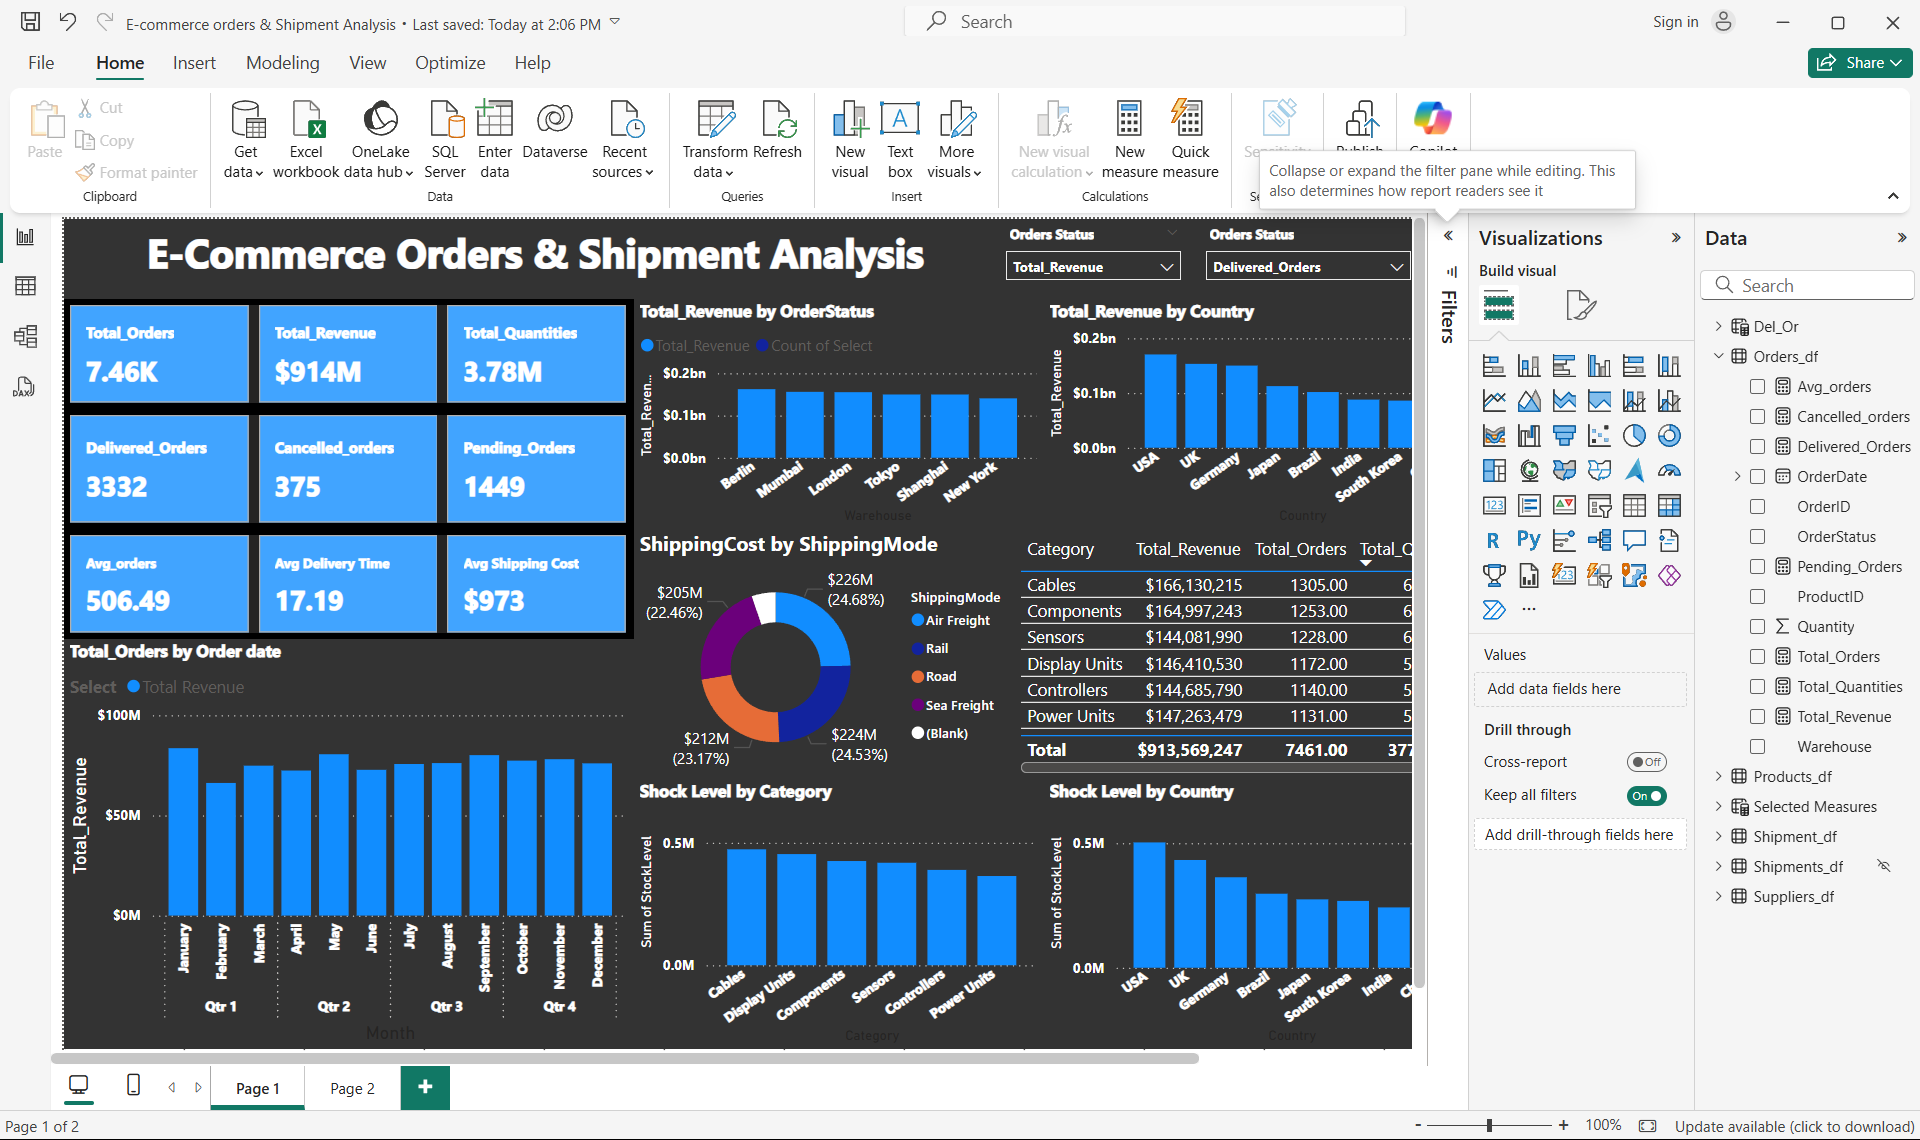 E-commerce orders & Shipment Analysis • Last saved: Today at 2:06 PM
Search
Sign in
File
Home
Insert
Modeling
View
Optimize
Help
Share
Paste
Cut
Copy
Format painter
Clipboard
Get data
Excel workbook
OneLake data hub
SQL Server
Enter data
Dataverse
Recent sources
Data
Transform data
Refresh
Queries
New visual
Text box
More visuals
Insert
New visual calculation
New measure
Quick measure
Calculations
Collapse or expand the filter pane while editing. This
also determines how report readers see it
E-Commerce Orders & Shipment Analysis
Orders Status
Total_Revenue
Orders Status
Delivered_Orders
Total_Orders
7.46K
Total_Revenue
$914M
Total_Quantities
3.78M
Delivered_Orders
3332
Cancelled_orders
375
Pending_Orders
1449
Avg_orders
506.49
Avg Delivery Time
17.19
Avg Shipping Cost
$973
Total_Revenue by OrderStatus
Total_Revenue
Count of Select
Total_Reven...
$0.2bn
$0.1bn
$0.0bn
Berlin
Mumbai
London
Tokyo
Shanghai
New York
Warehouse
Total_Revenue by Country
Total_Revenue
$0.2bn
$0.1bn
$0.0bn
USA
UK
Germany
Japan
Brazil
India
South Korea
Country
ShippingCost by ShippingMode
$205M
(22.46%)
$226M
(24.68%)
$212M
(23.17%)
$224M
(24.53%)
ShippingMode
Air Freight
Rail
Road
Sea Freight
(Blank)
Category Total_Revenue Total_Orders Total_Q
Cables $166,130,215 1305.00 6
Components $164,997,243 1253.00 6
Sensors $144,081,990 1228.00 6
Display Units $146,410,530 1172.00 5
Controllers $144,685,790 1140.00 5
Power Units $147,263,479 1131.00 5
Total $913,569,247 7461.00 377
Total_Orders by Order date
Select
Total Revenue
Total_Revenue
$100M
$50M
$0M
January
February
March
April
May
June
July
August
September
October
November
December
Qtr 1
Qtr 2
Qtr 3
Qtr 4
Month
Shock Level by Category
Sum of StockLevel
0.5M
0.0M
Cables
Display Units
Components
Sensors
Controllers
Power Units
Category
Shock Level by Country
Sum of StockLevel
0.5M
0.0M
USA
UK
Germany
Brazil
Japan
South Korea
India
Country
Filters
Visualizations
Build visual
123
R
Py
123
Values
Add data fields here
Drill through
Cross-report
Off
Keep all filters
On
Add drill-through fields here
Data
Search
Del_Or
Orders_df
Avg_orders
Cancelled_orders
Delivered_Orders
OrderDate
OrderID
OrderStatus
Pending_Orders
ProductID
Quantity
Total_Orders
Total_Quantities
Total_Revenue
Warehouse
Products_df
Selected Measures
Shipment_df
Shipments_df
Suppliers_df
DAX
Page 1
Page 2
+
Page 1 of 2
- + 100%
Update available (click to download)